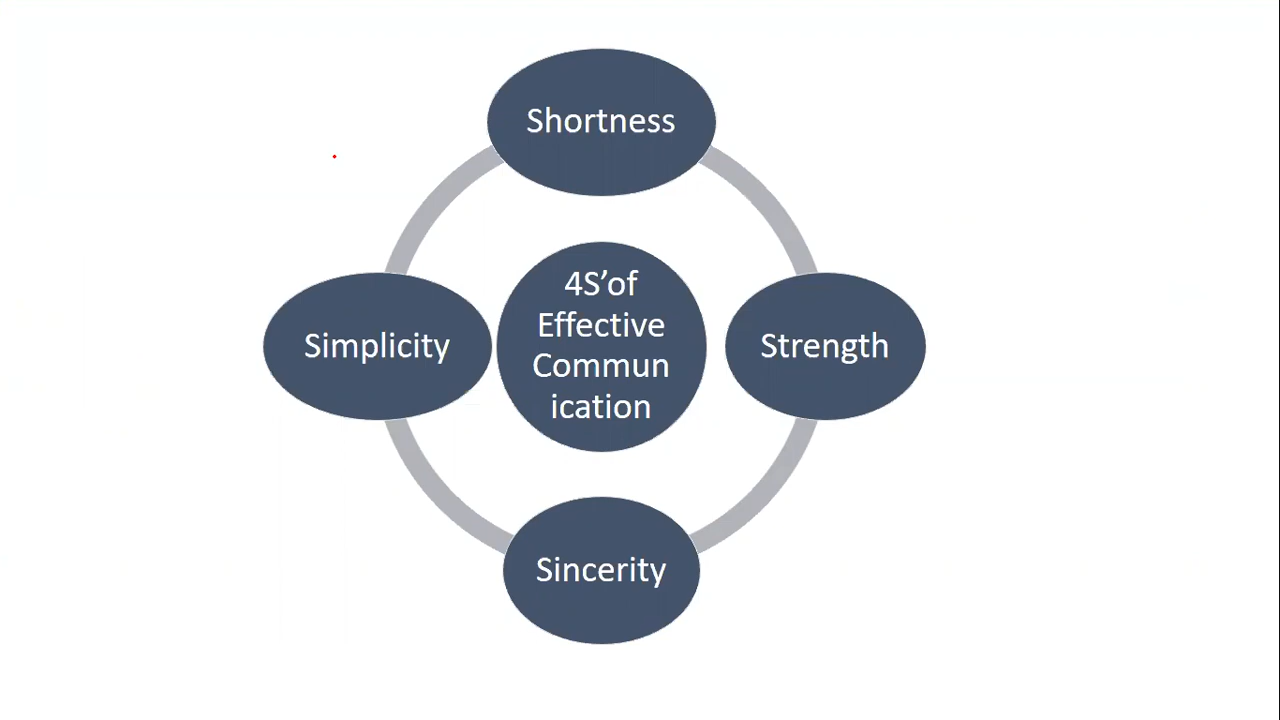 Shortness
4S’of
Effective
Commun
ication
Simplicity
Strength
Sincerity